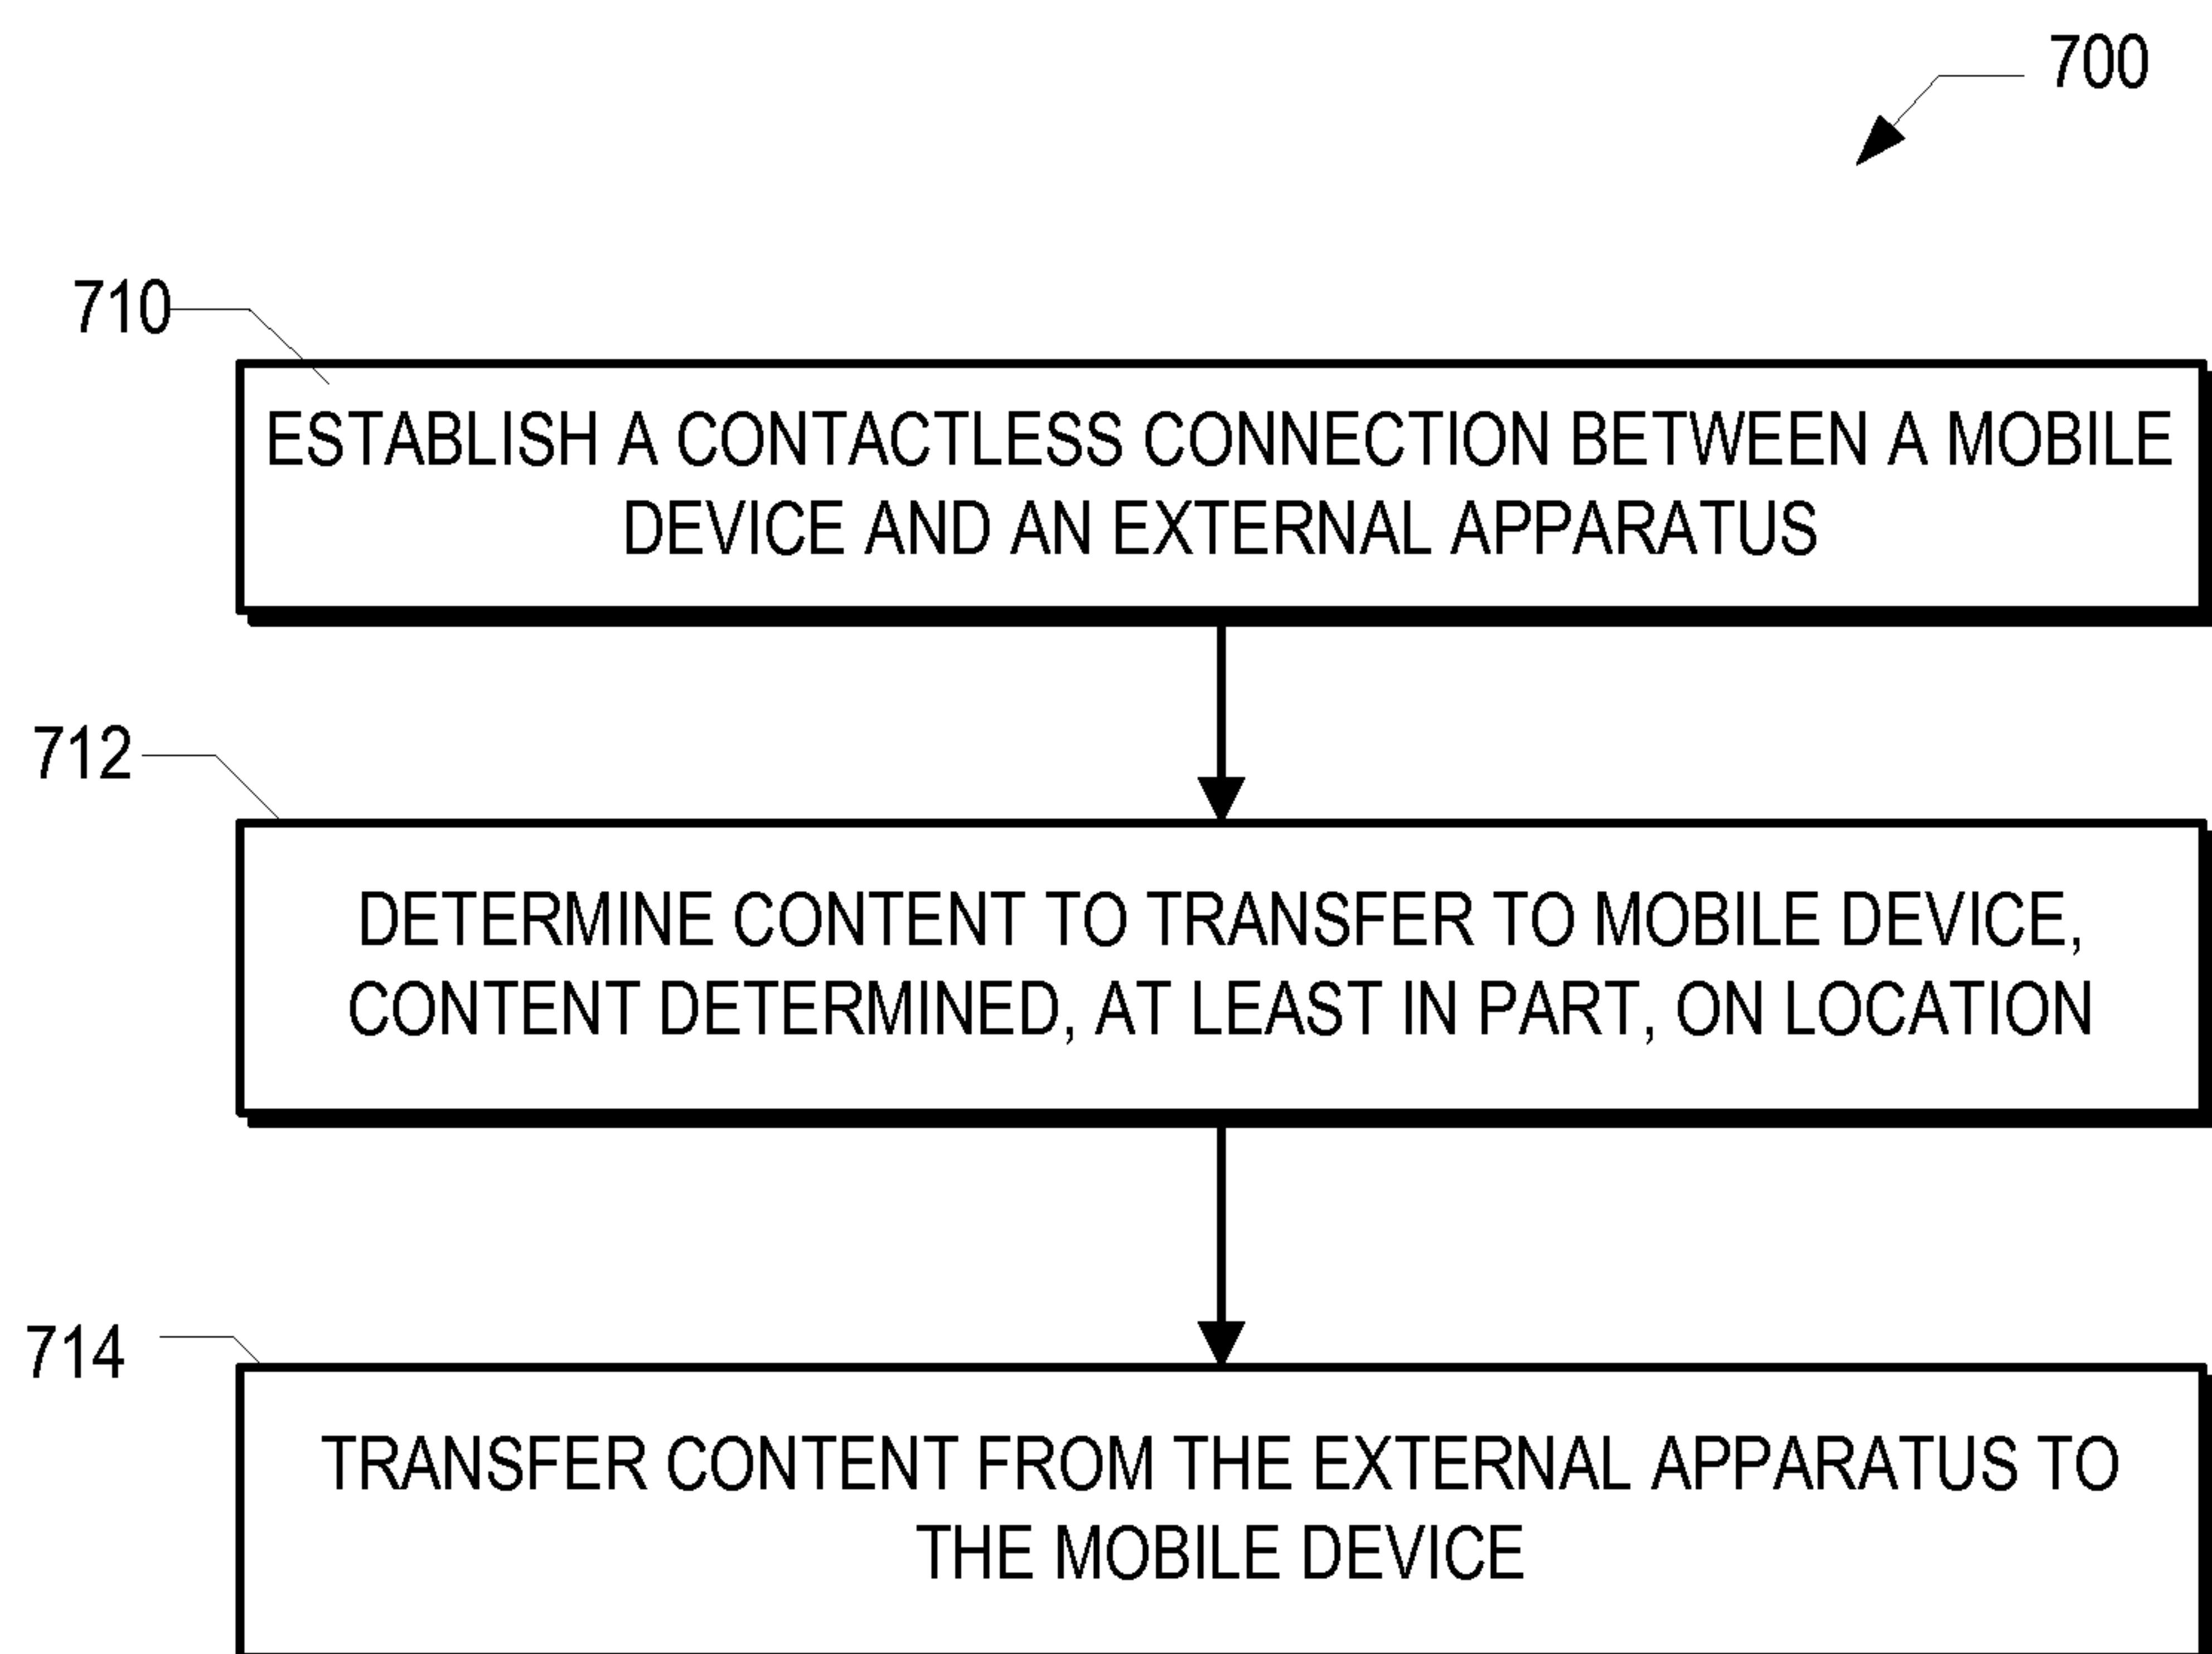 700
710
ESTABLISH A CONTACTLESS CONNECTION BETWEEN A MOBILE
DEVICE AND AN EXTERNAL APPARATUS
712
DETERMINE CONTENT TO TRANSFER TO MOBILE DEVICE,
CONTENT DETERMINED, AT LEAST IN PART, ON LOCATION
714
TRANSFER CONTENT FROM THE EXTERNAL APPARATUS TO
THE MOBILE DEVICE